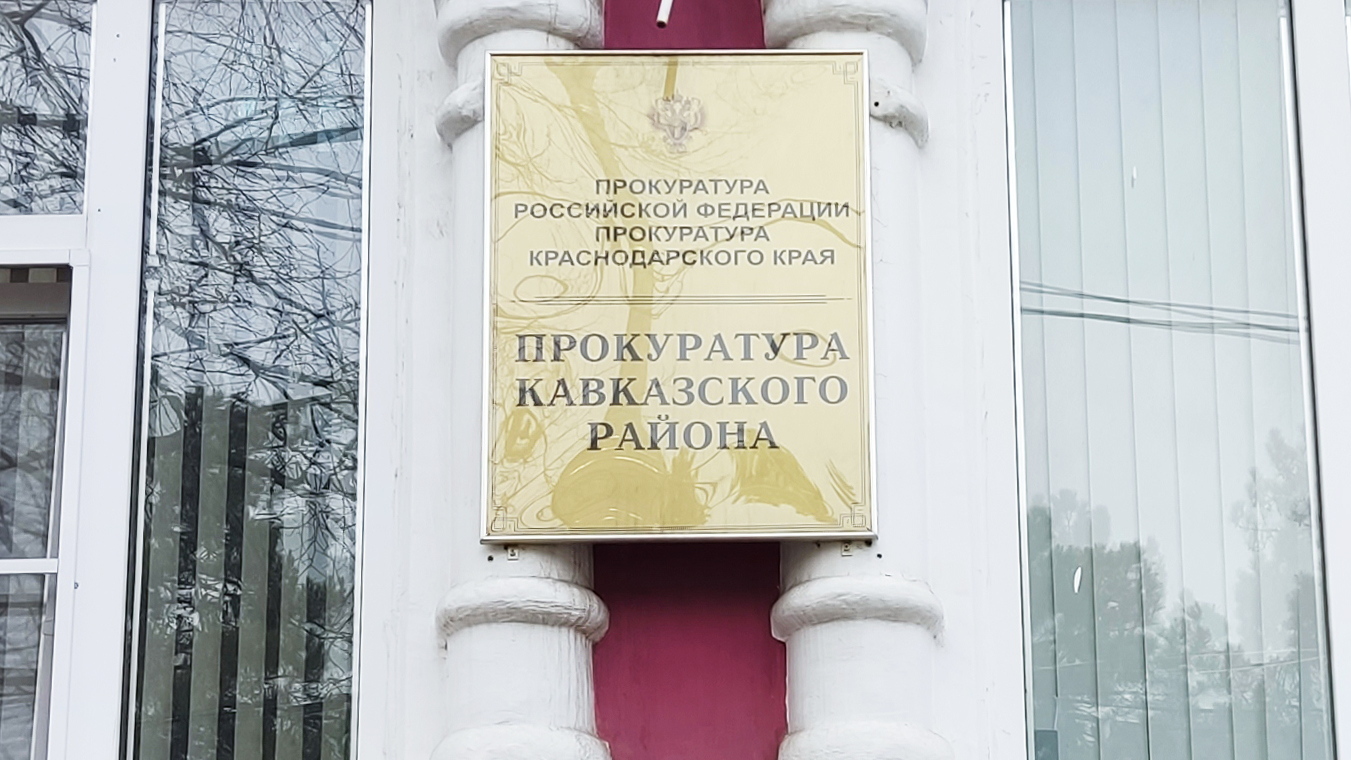 ПРОКУРАТУРА
РОССИЙСКОЙ ФЕДЕРАЦИИ
ПРОКУРАТУРА
КРАСНОДАРСКОГО КРАЯ
ПРОКУРАТУРА
КАВКАЗСКОГО
РАЙОНА